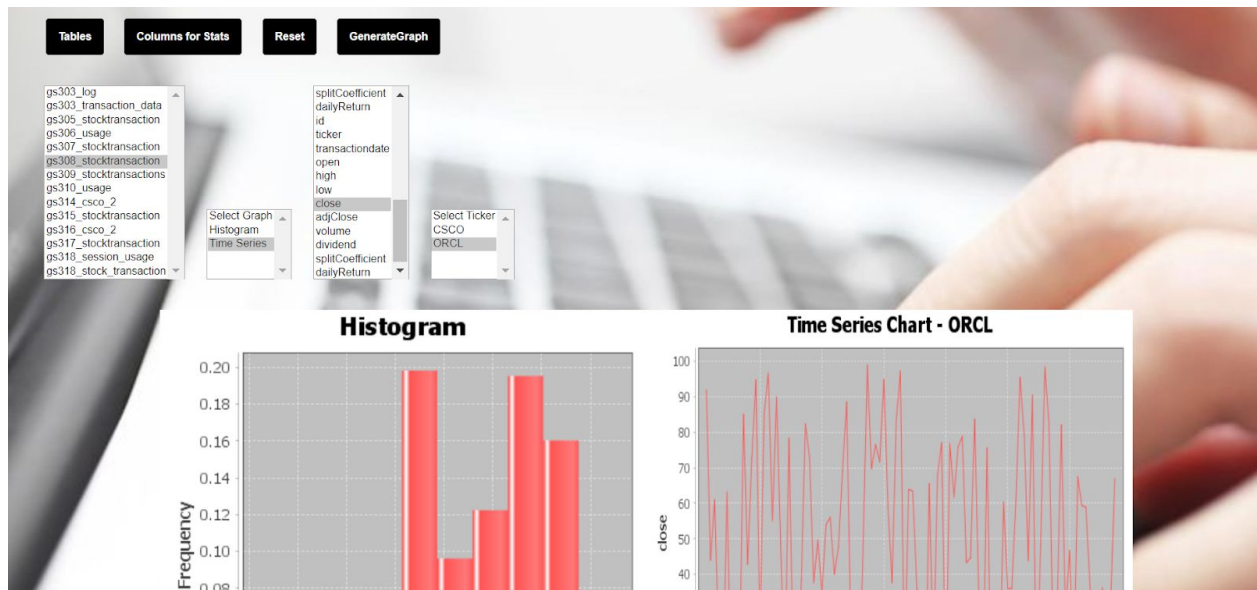 Tables
Columns for Stats
Reset
GenerateGraph
gs303_log
gs303_transaction_data
gs305_stocktransaction
gs306_usage
gs307_stocktransaction
gs308_stocktransaction
gs309_stocktransactions
gs310_usage
gs314_csco_2
gs315_stocktransaction
gs316_csco_2
gs317_stocktransaction
gs318_session_usage
gs318_stock_transaction
Select Graph
Histogram
Time Series
splitCoefficient
dailyReturn
id
ticker
transactiondate
open
high
low
close
adjClose
volume
dividend
splitCoefficient
dailyReturn
Select Ticker
CSCO
ORCL
Histogram
0.20
0.18
0.16
0.14
0.12
0.10
0.08
Frequency
Time Series Chart - ORCL
100
90
80
70
60
50
40
close